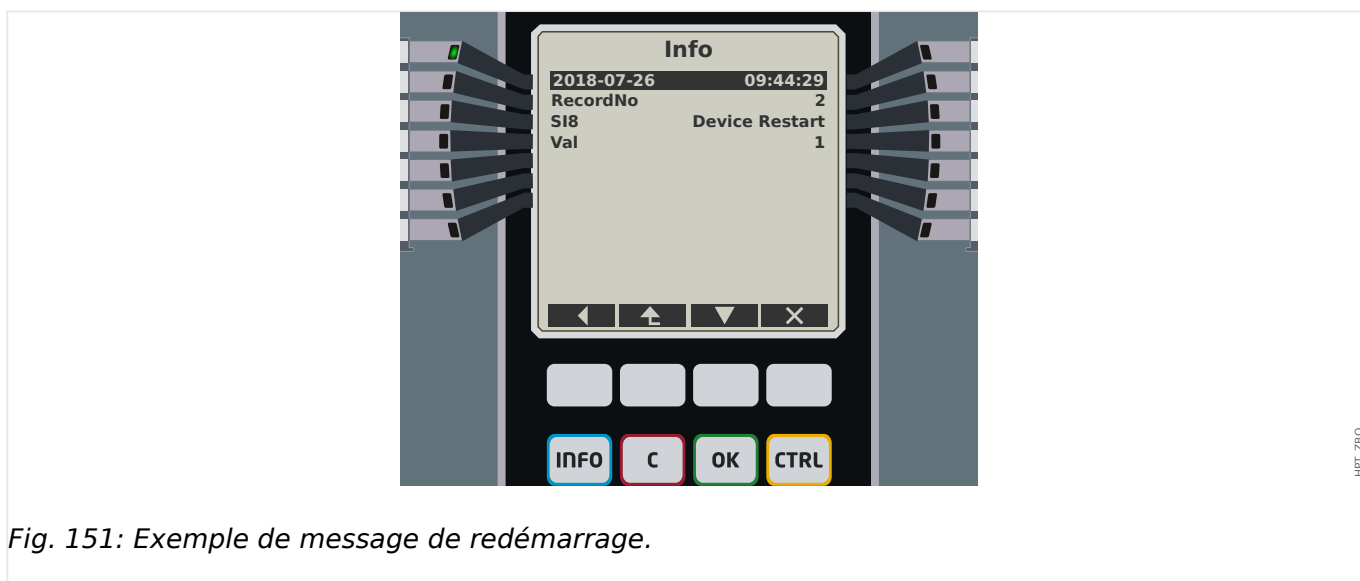 Info
2018-07-26 09:44:29
RecordNo 2
SI8 Device Restart
Val 1
INFO C OK CTRL
HPT_ZBO
Fig. 151: Exemple de message de redémarrage.